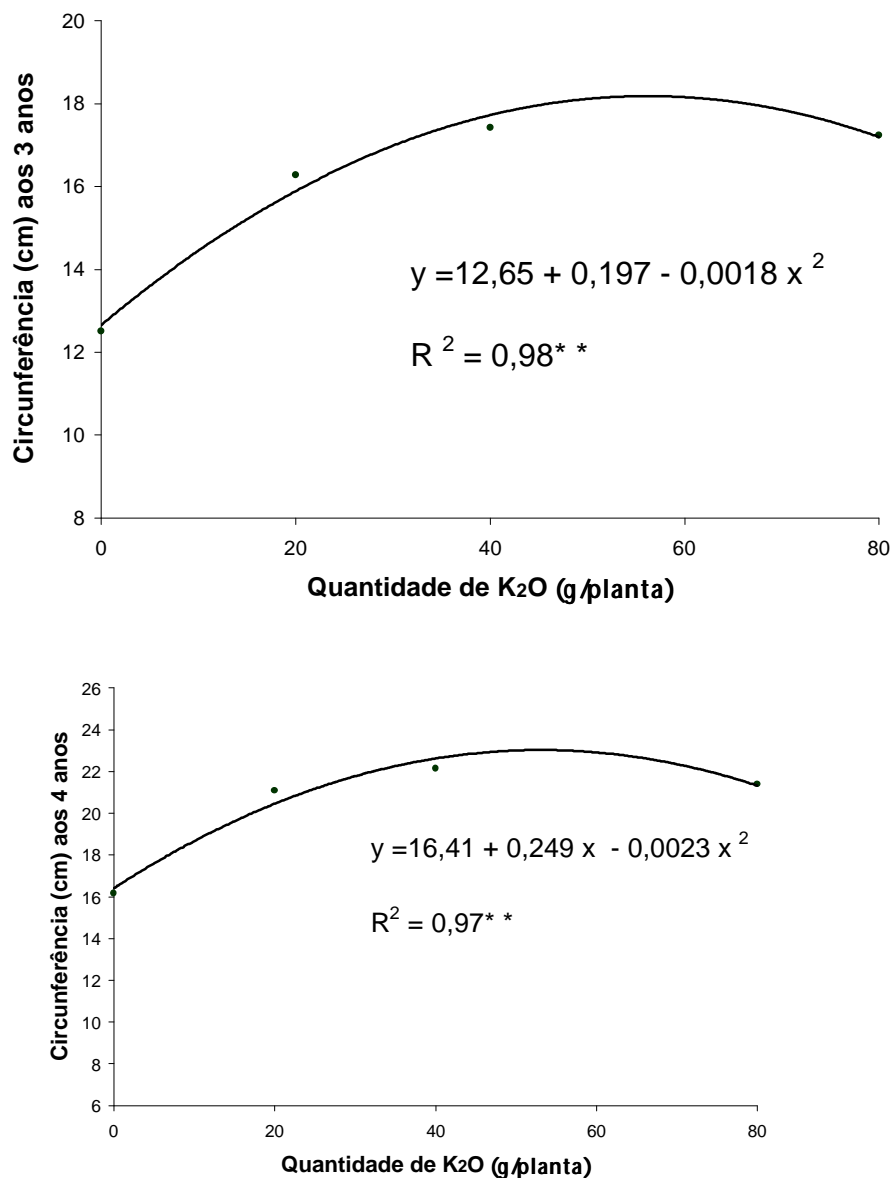 20
18
16
14
12
10
8
Circunferência (cm) aos 3 anos
y =12,65 + 0,197 - 0,0018 x ²
R ² = 0,98* *
0 20 40 60 80
Quantidade de K2O (g/planta)
26
24
22
20
18
16
14
12
10
8
6
Circunferência (cm) aos 4 anos
y =16,41 + 0,249 x - 0,0023 x ²
R² = 0,97* *
0 20 40 60 80
Quantidade de K2O (g/planta)